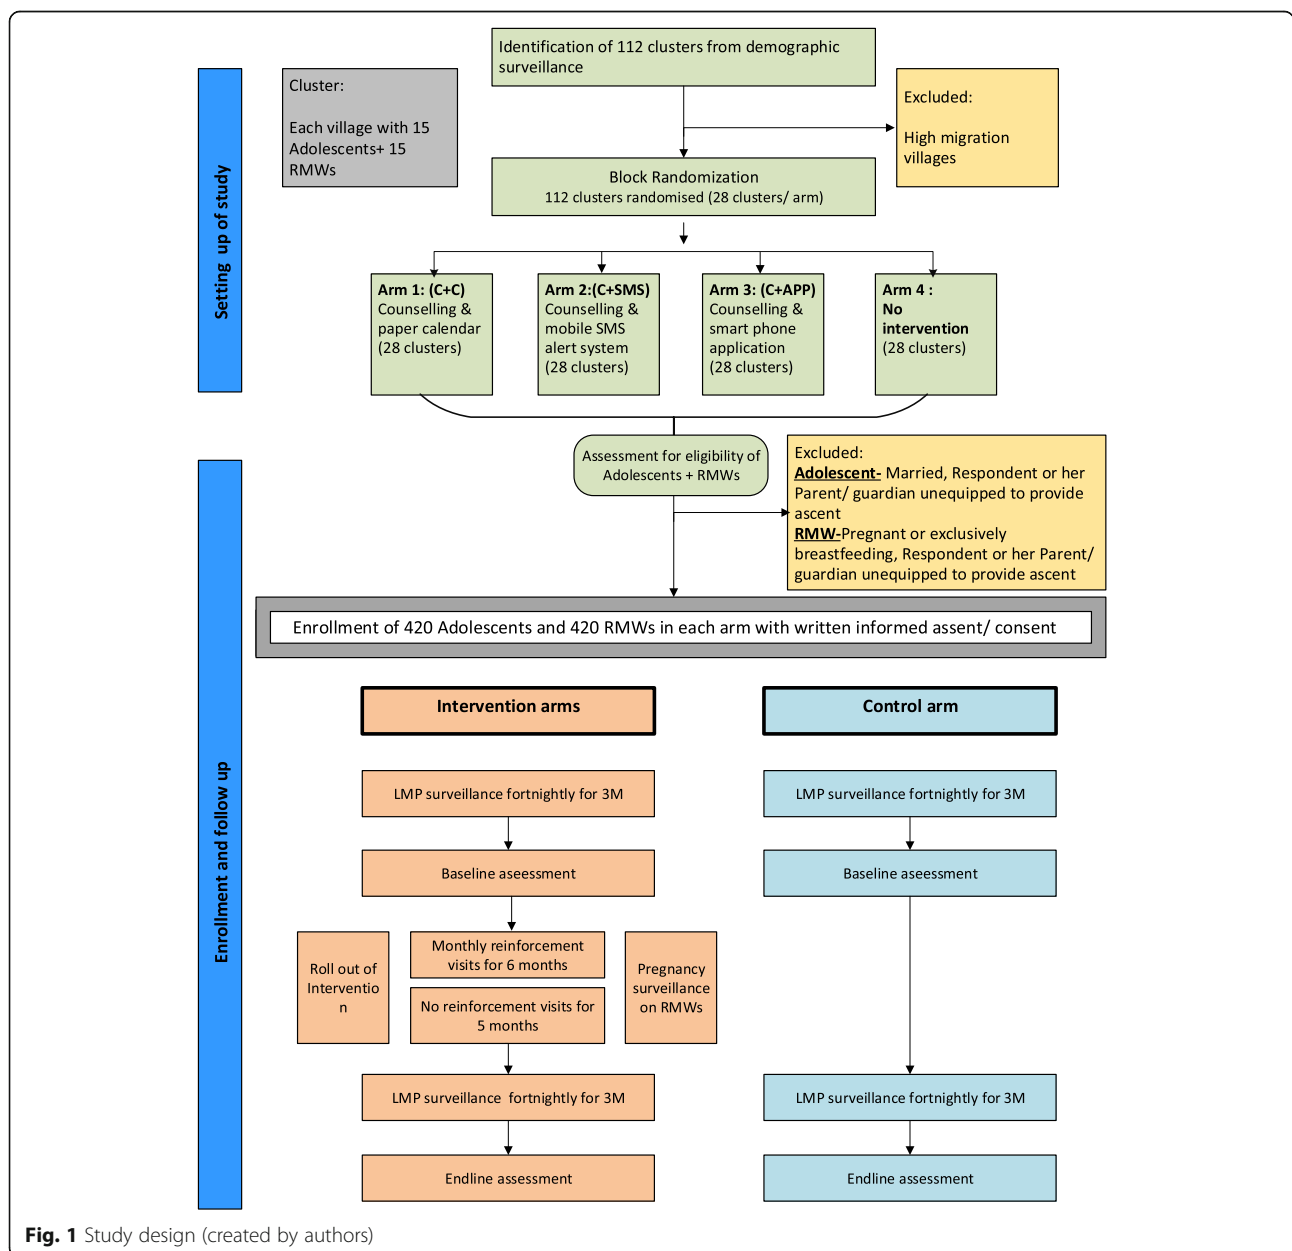 Identification of 112 clusters from demographic
surveillance
Setting up of study
Cluster:
Each village with 15
Adolescents+ 15
RMWs
Excluded:
High migration
villages
Block Randomization
112 clusters randomised (28 clusters/ arm)
Arm 1: (C+C)
Counselling &
paper calendar
(28 clusters)
Arm 2:(C+SMS)
Counselling &
mobile SMS
alert system
(28 clusters)
Arm 3: (C+APP)
Counselling &
smart phone
application
(28 clusters)
Arm 4 :
No
intervention
(28 clusters)
Enrollment and follow up
Assessment for eligibility of
Adolescents + RMWs
Excluded:
Adolescent- Married, Respondent or her
Parent/ guardian unequipped to provide
ascent
RMW-Pregnant or exclusively
breastfeeding, Respondent or her Parent/
guardian unequipped to provide ascent
Enrollment of 420 Adolescents and 420 RMWs in each arm with written informed assent/ consent
Intervention arms
LMP surveillance fortnightly for 3M
Baseline aseessment
Roll out of
Interventio
n
Monthly reinforcement
visits for 6 months
No reinforcement visits for
5 months
Pregnancy
surveillance
on RMWs
LMP surveillance fortnightly for 3M
Endline assessment
Control arm
LMP surveillance fortnightly for 3M
Baseline assessment
LMP surveillance fortnightly for 3M
Endline assessment
Fig. 1 Study design (created by authors)